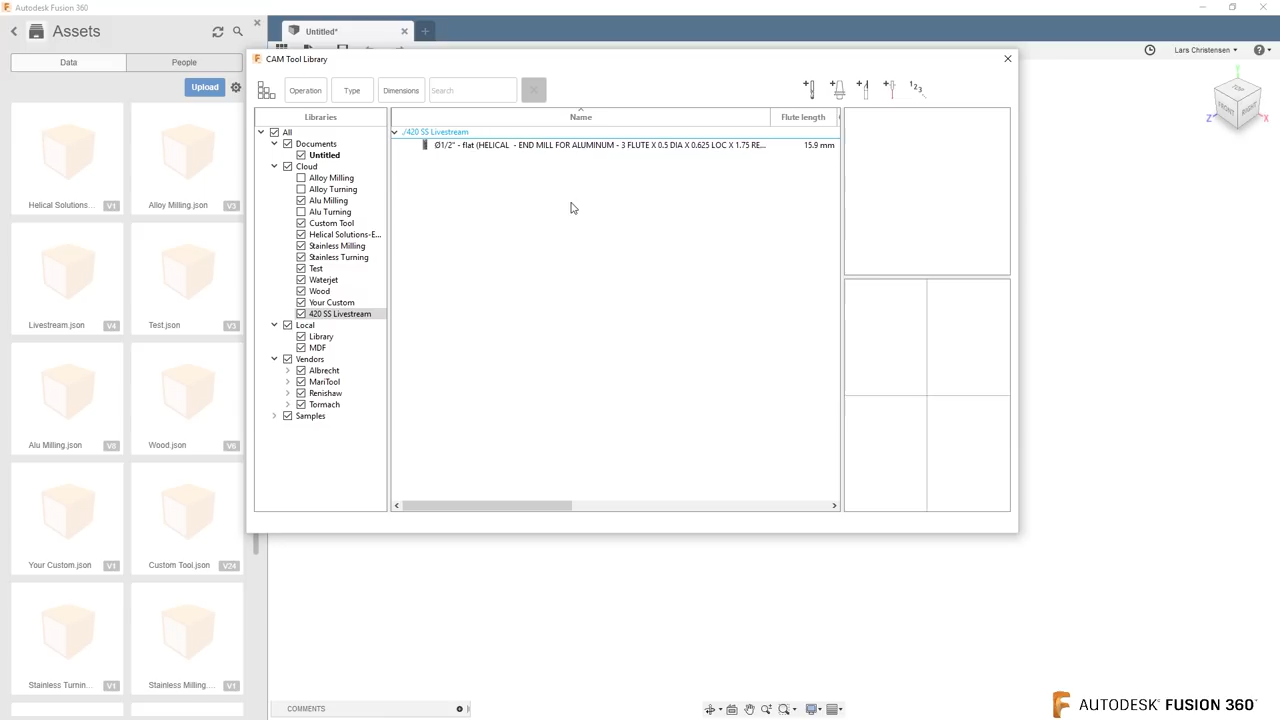 Autodesk Fusion 360
Assets
Data
People
Upload
Helical Solutions...
V1
Alloy Milling.json
V3
Livestream.json
V4
Test.json
V3
Alu Milling.json
V8
Wood.json
V6
Your Custom.json
V1
Custom Tool.json
V24
Stainless Turnin...
V1
Stainless Milling....
V1
Untitled*
Lars Christensen
CAM Tool Library
Operation
Type
Dimensions
Search
1 2 3
Libraries
Name
Flute length
All
Documents
Untitled
Cloud
Alloy Milling
Alloy Turning
Alu Milling
Alu Turning
Custom Tool
Helical Solutions-E...
Stainless Milling
Stainless Turning
Test
Waterjet
Wood
Your Custom
420 SS Livestream
Local
Library
MDF
Vendors
Albrecht
MariTool
Renishaw
Tormach
Samples
./420 SS Livestream
Ø1/2" - flat (HELICAL - END MILL FOR ALUMINUM - 3 FLUTE X 0.5 DIA X 0.625 LOC X 1.75 RE...
15.9 mm
TOP
FRONT
RIGHT
Z
X
Y
COMMENTS
AUTODESK FUSION 360°